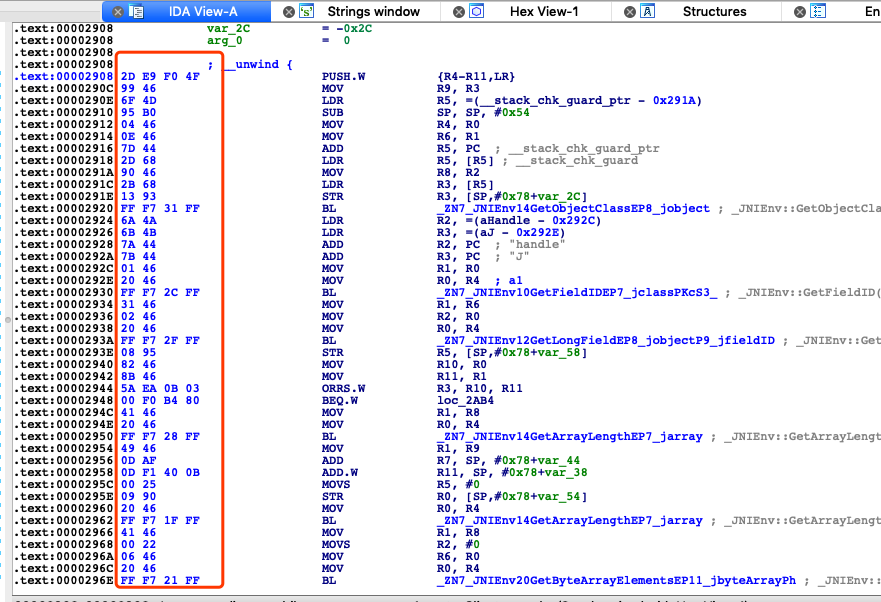 IDA View-A Strings window Hex View-1 Structures En
.text:00002908 var_2C = -0x2C
.text:00002908 arg_0 = 0
.text:00002908
.text:00002908 ; __unwind {
.text:00002908 2D E9 F0 4F PUSH.W {R4-R11,LR}
.text:0000290C 99 46 MOV R9, R3
.text:0000290E 6F 4D LDR R5, =(__stack_chk_guard_ptr - 0x291A)
.text:00002910 95 B0 SUB SP, SP, #0x54
.text:00002912 04 46 MOV R4, R0
.text:00002914 0E 46 MOV R6, R1
.text:00002916 7D 44 ADD R5, PC ; __stack_chk_guard_ptr
.text:00002918 2D 68 LDR R5, [R5] ; __stack_chk_guard
.text:0000291A 90 46 MOV R8, R2
.text:0000291C 2B 68 LDR R3, [R5]
.text:0000291E 13 93 STR R3, [SP,#0x78+var_2C]
.text:00002920 FF F7 31 FF BL _ZN7_JNIEnv14GetObjectClassEP8_jobject ; _JNIEnv::GetObjectCla
.text:00002924 6A 4A LDR R2, =(aHandle - 0x292C)
.text:00002926 6B 4B LDR R3, =(aJ - 0x292E)
.text:00002928 7A 44 ADD R2, PC ; "handle"
.text:0000292A 7B 44 ADD R3, PC ; "J"
.text:0000292C 01 46 MOV R1, R0
.text:0000292E 20 46 MOV R0, R4 ; a1
.text:00002930 FF F7 2C FF BL _ZN7_JNIEnv10GetFieldIDEP7_jclassPKcS3_ ; _JNIEnv::GetFieldID(
.text:00002934 31 46 MOV R1, R6
.text:00002936 02 46 MOV R2, R0
.text:00002938 20 46 MOV R0, R4
.text:0000293A FF F7 2F FF BL _ZN7_JNIEnv12GetLongFieldEP8_jobjectP9_jfieldID ; _JNIEnv::Get
.text:0000293E 08 95 STR R5, [SP,#0x78+var_58]
.text:00002940 82 46 MOV R10, R0
.text:00002942 8B 46 MOV R11, R1
.text:00002944 5A EA 0B 03 ORRS.W R3, R10, R11
.text:00002948 00 F0 B4 80 BEQ.W loc_2AB4
.text:0000294C 41 46 MOV R1, R8
.text:0000294E 20 46 MOV R0, R4
.text:00002950 FF F7 28 FF BL _ZN7_JNIEnv14GetArrayLengthEP7_jarray ; _JNIEnv::GetArrayLengt
.text:00002954 49 46 MOV R1, R9
.text:00002956 0D AF ADD R7, SP, #0x78+var_44
.text:00002958 0D F1 40 0B ADD.W R11, SP, #0x78+var_38
.text:0000295C 00 25 MOVS R5, #0
.text:0000295E 09 90 STR R0, [SP,#0x78+var_54]
.text:00002960 20 46 MOV R0, R4
.text:00002962 FF F7 1F FF BL _ZN7_JNIEnv14GetArrayLengthEP7_jarray ; _JNIEnv::GetArrayLengt
.text:00002966 41 46 MOV R1, R8
.text:00002968 00 22 MOVS R2, #0
.text:0000296A 06 46 MOV R6, R0
.text:0000296C 20 46 MOV R0, R4
.text:0000296E FF F7 21 FF BL _ZN7_JNIEnv20GetByteArrayElementsEP11_jbyteArrayPh ; _JNIEnv::